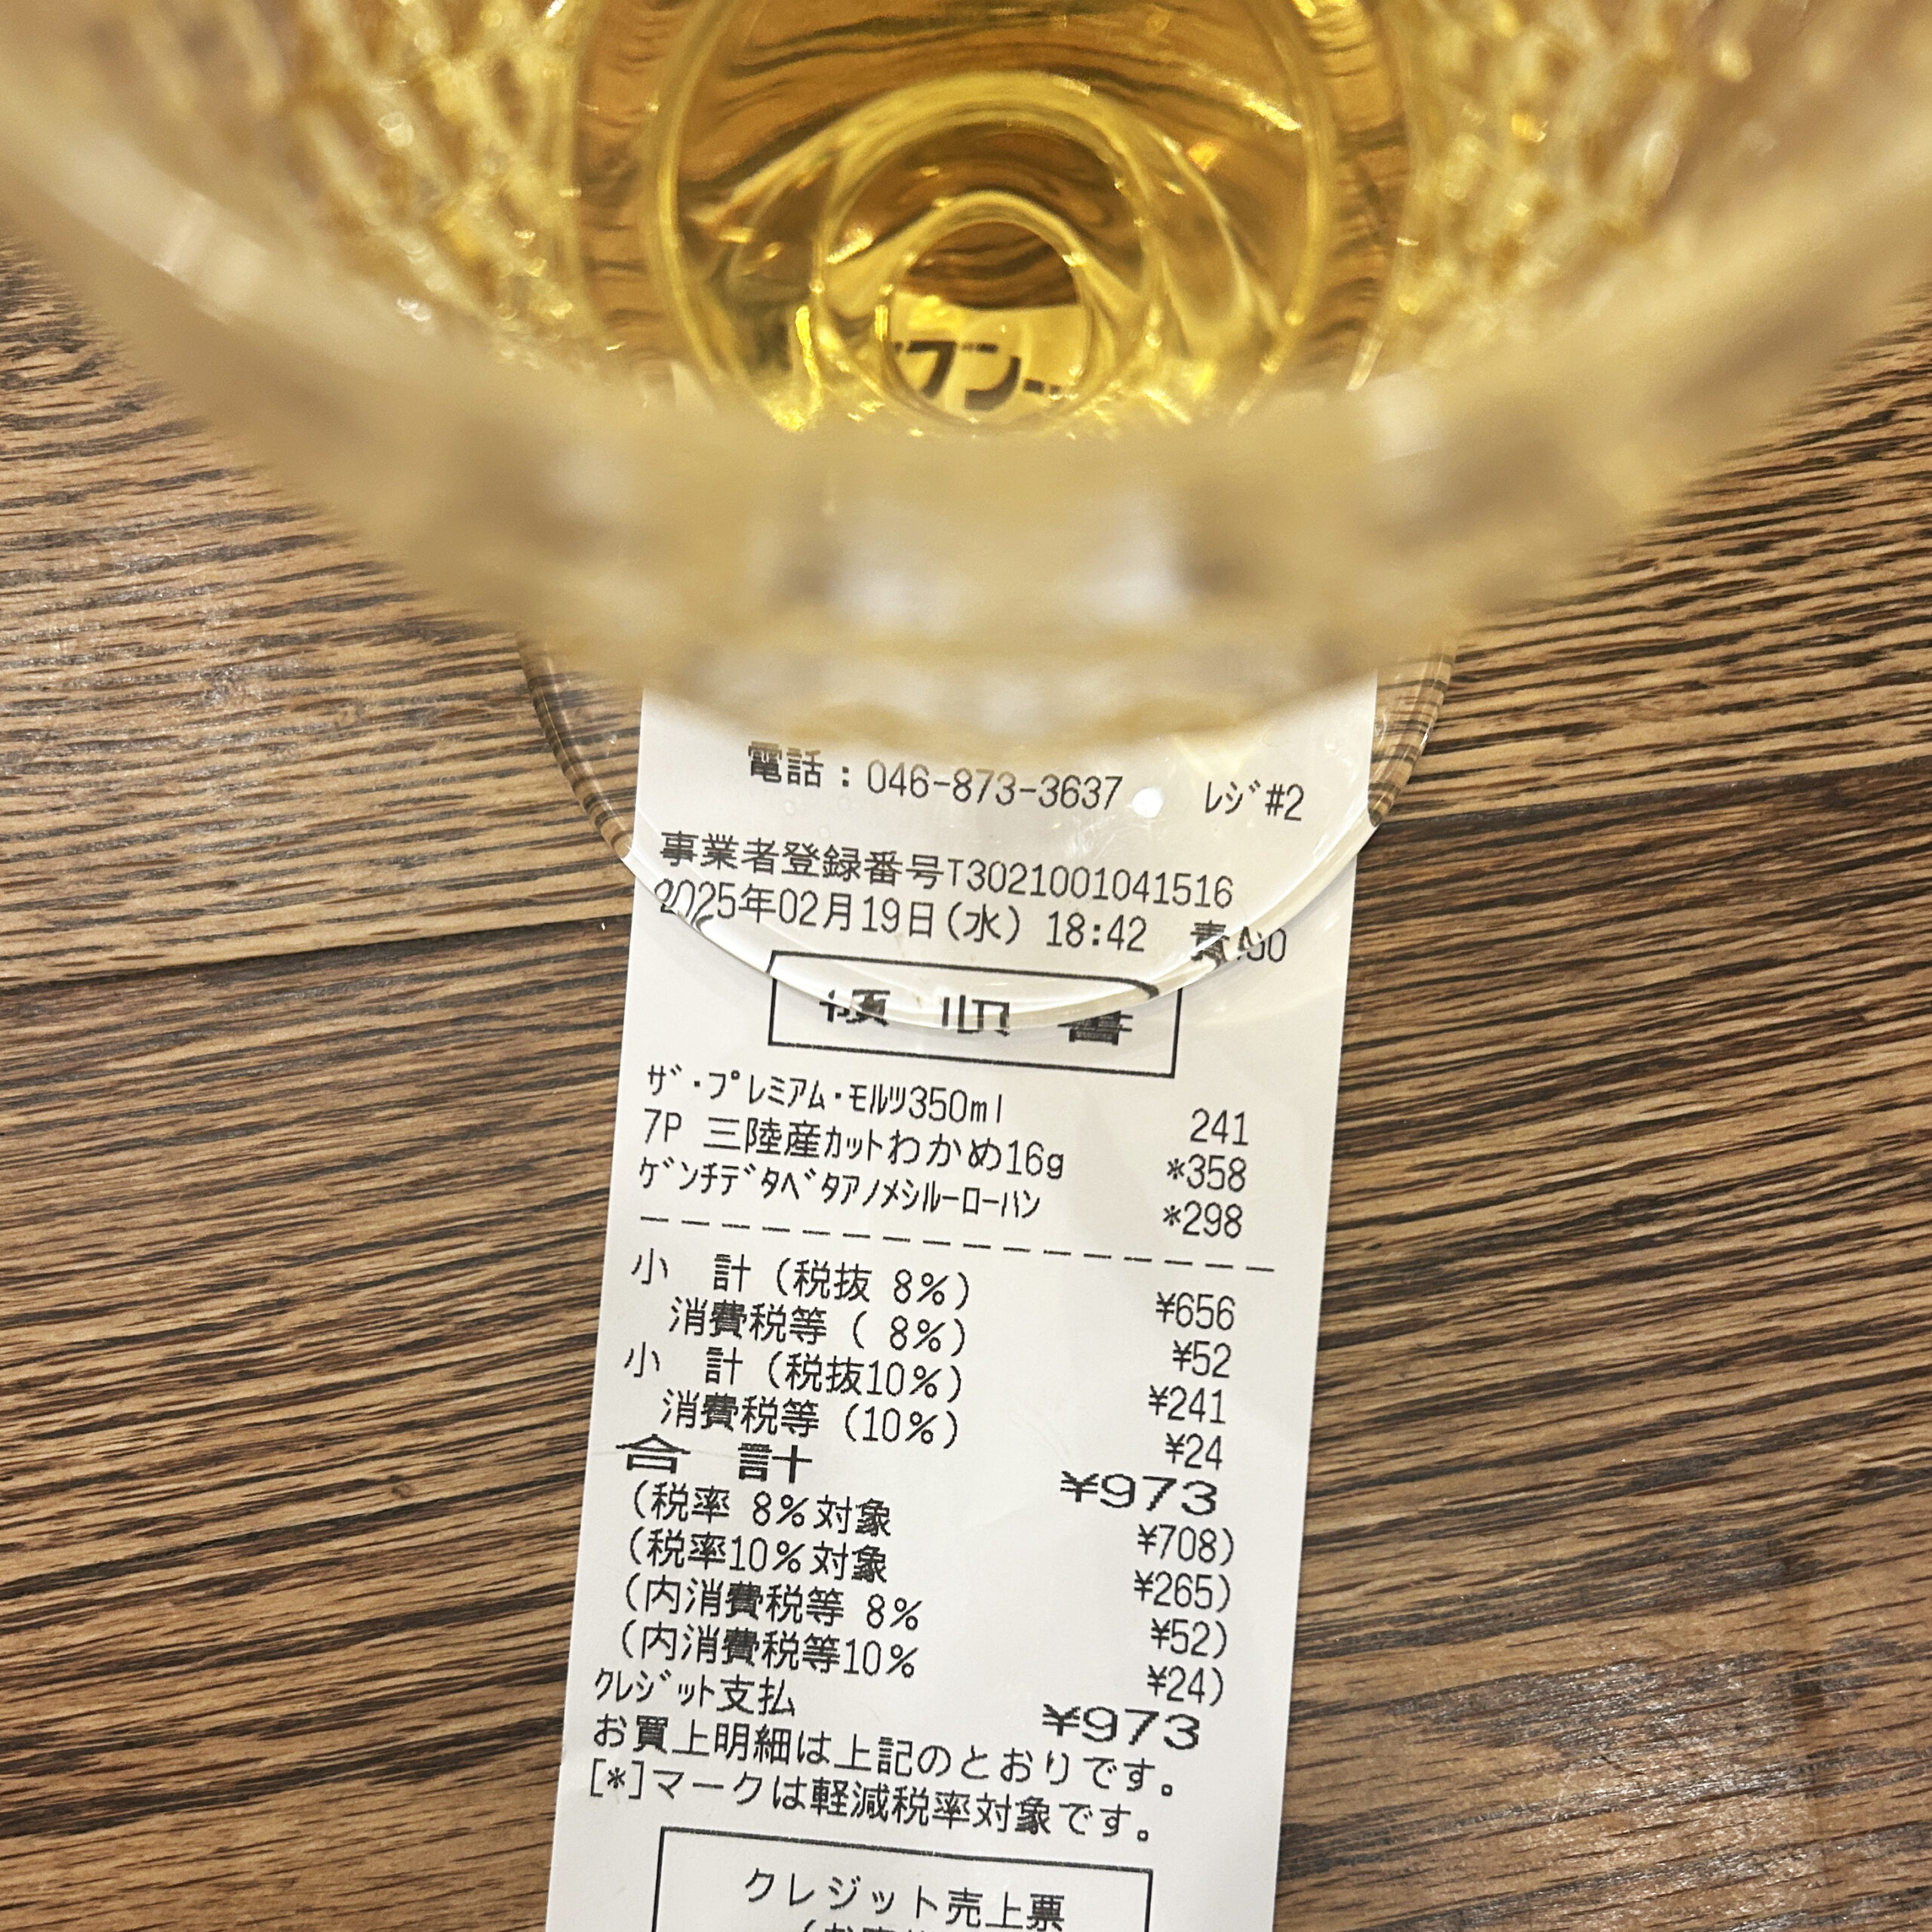 電話：046-873-3637 ﾚｼﾞ#2
事業者登録番号T3021001041516
2025年02月19日(水) 18:42 責
領 収 書
ｻﾞ・ﾌﾟﾚﾐｱﾑ・ﾓﾙﾂ350ml 241
7P 三陸産ｶｯﾄわかめ16g *358
ｹﾞﾝﾁﾃﾞﾀﾍﾞﾀｱﾉﾒｼﾙｰﾛｰﾊﾝ *298
小 計(税抜 8%) ¥656
消費税等( 8%) ¥52
小 計(税抜10%) ¥241
消費税等(10%) ¥24
合 計 ¥973
(税率 8%対象 ¥708)
(税率10%対象 ¥265)
(内消費税等 8% ¥52)
(内消費税等10% ¥24)
ｸﾚｼﾞｯﾄ支払 ¥973
お買上明細は上記のとおりです。
[*]マークは軽減税率対象です。
クレジット売上票